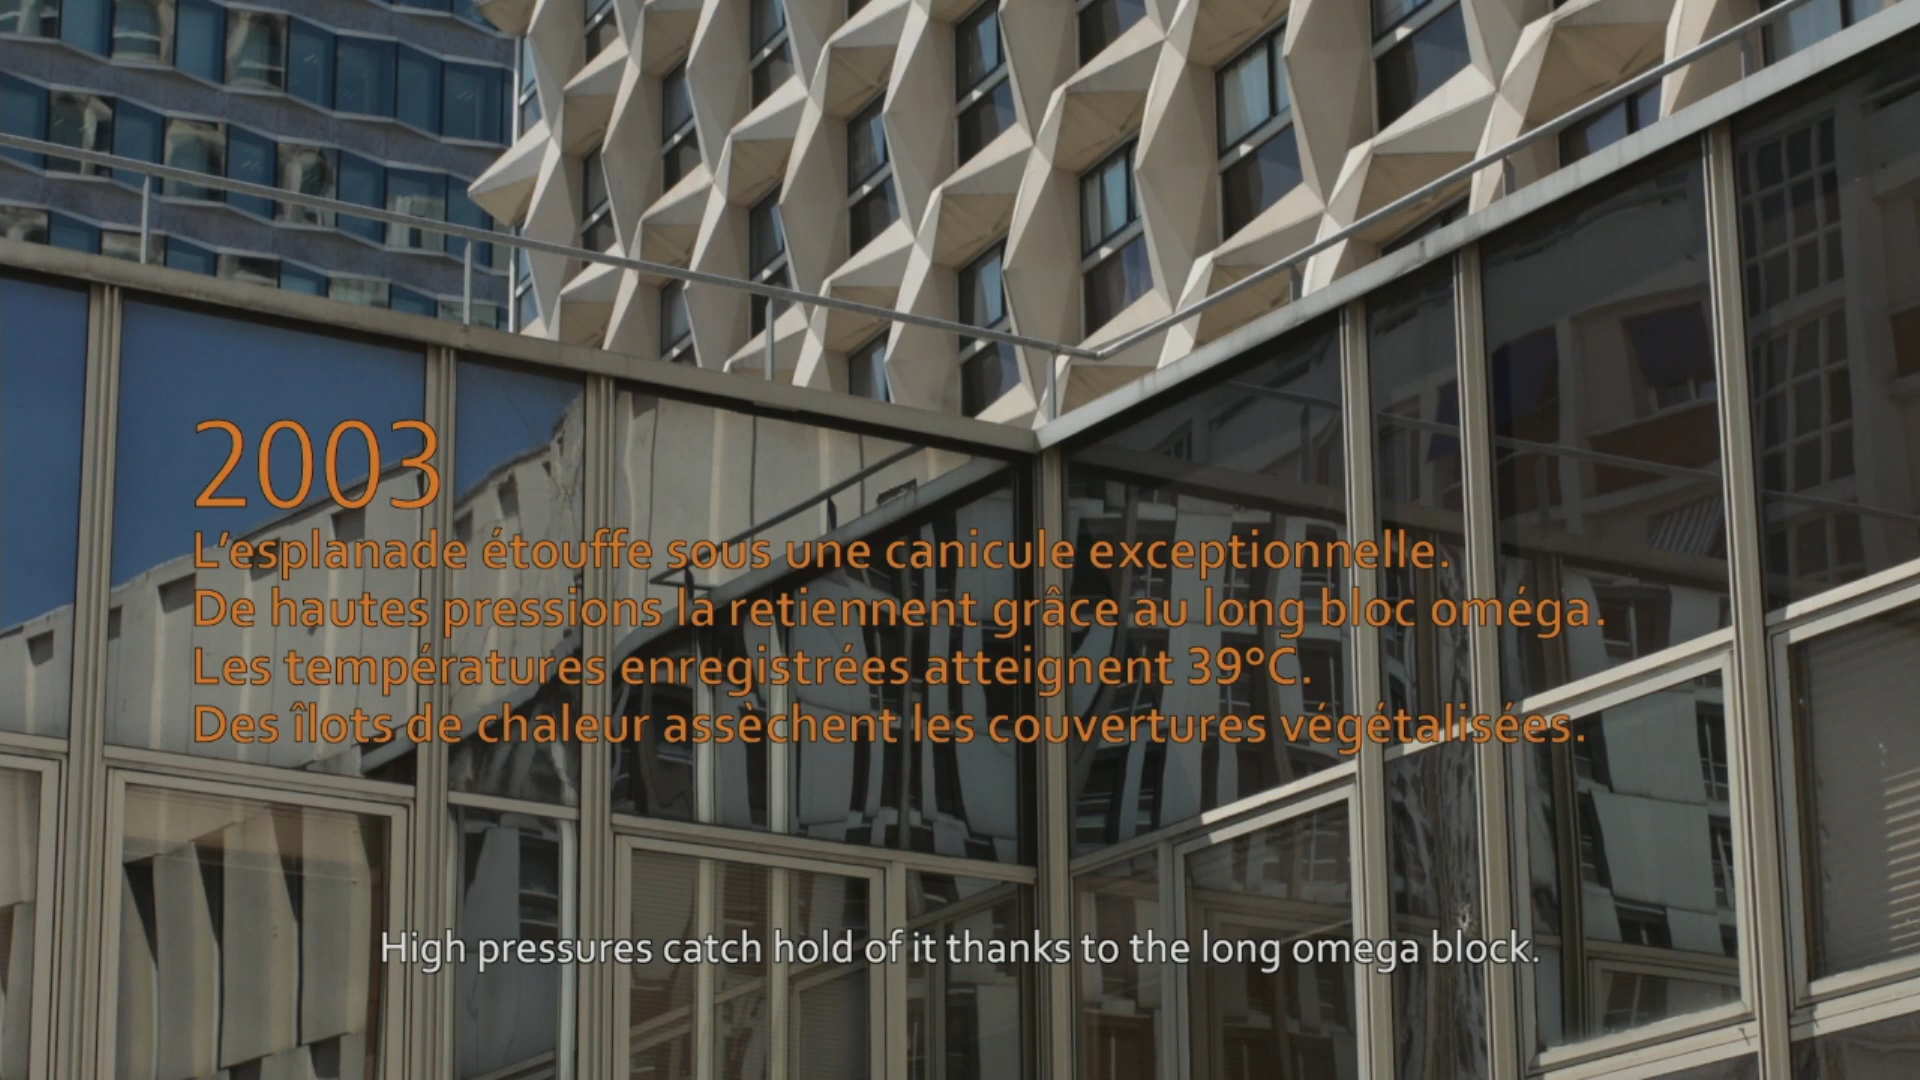 2003
L’esplanade étouffe sous une canicule exceptionnelle.
De hautes pressions la retiennent grâce au long bloc oméga.
Les températures enregistrées atteignent 39°C.
Des îlots de chaleur assèchent les couvertures végétalisées.
High pressures catch hold of it thanks to the long omega block.